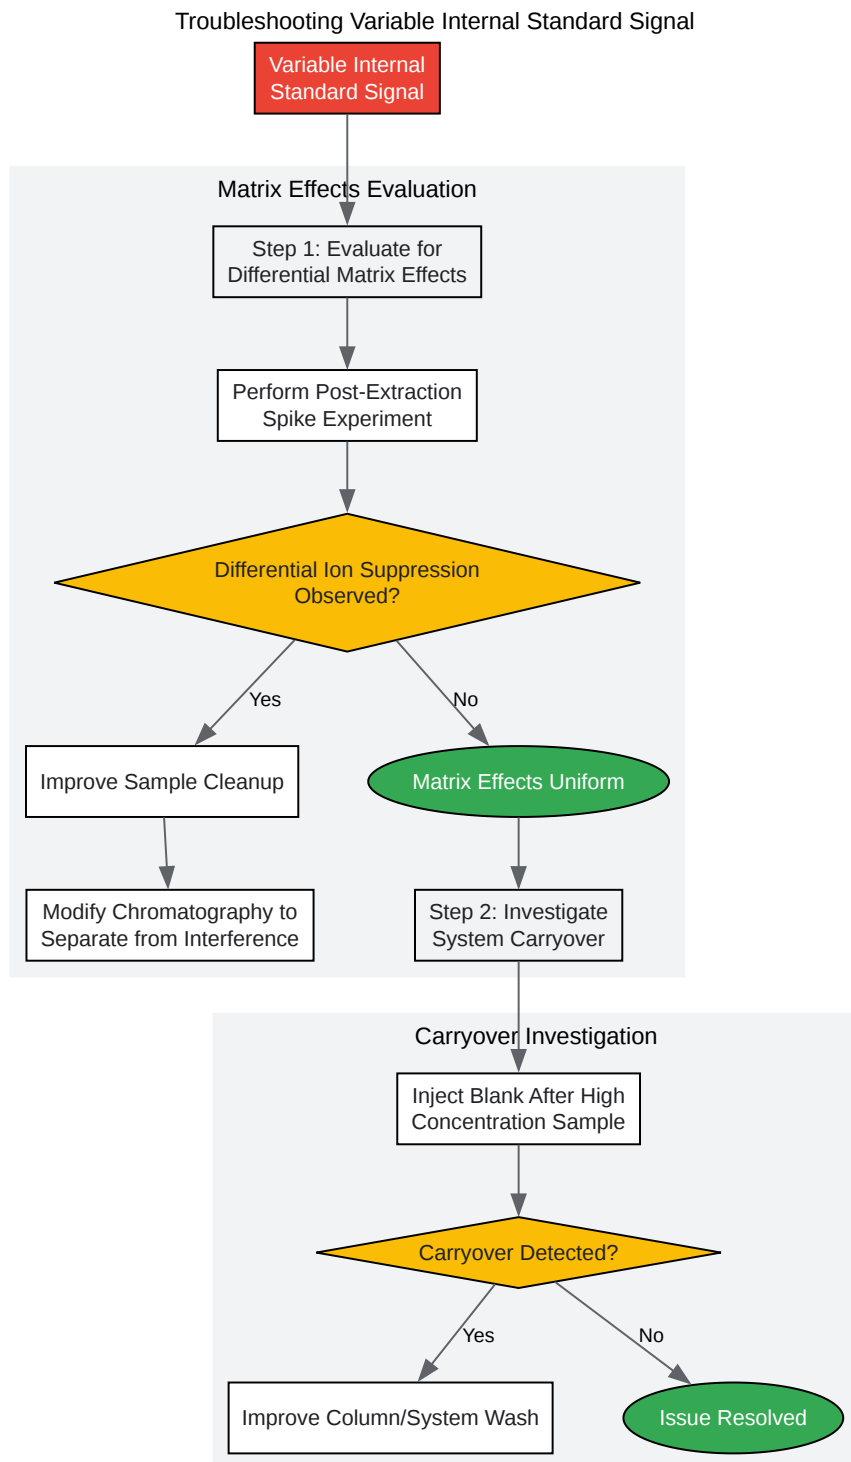 Troubleshooting Variable Internal Standard Signal
Variable Internal
Standard Signal
Matrix Effects Evaluation
Step 1: Evaluate for
Differential Matrix Effects
Perform Post-Extraction
Spike Experiment
Differential Ion Suppression
Observed?
Yes
No
Improve Sample Cleanup
Matrix Effects Uniform
Modify Chromatography to
Separate from Interference
Step 2: Investigate
System Carryover
Carryover Investigation
Inject Blank After High
Concentration Sample
Carryover Detected?
Yes
No
Improve Column/System Wash
Issue Resolved